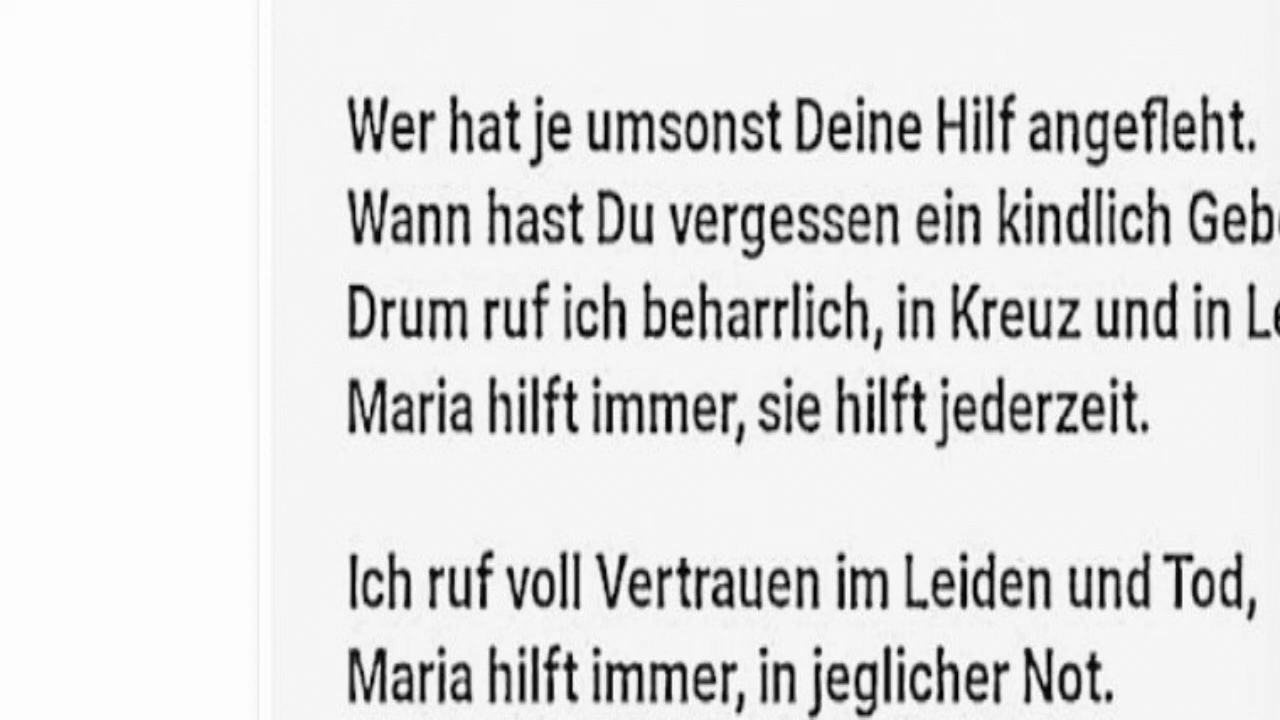 Wer hat je umsonst Deine Hilf angefleht.
Wann hast Du vergessen ein kindlich
Drum ruf ich beharrlich, in Kreuz und in
Maria hilft immer, sie hilft jederzeit.
Ich ruf voll Vertrauen im Leiden und Tod,
Maria hilft immer, in jeglicher Not.